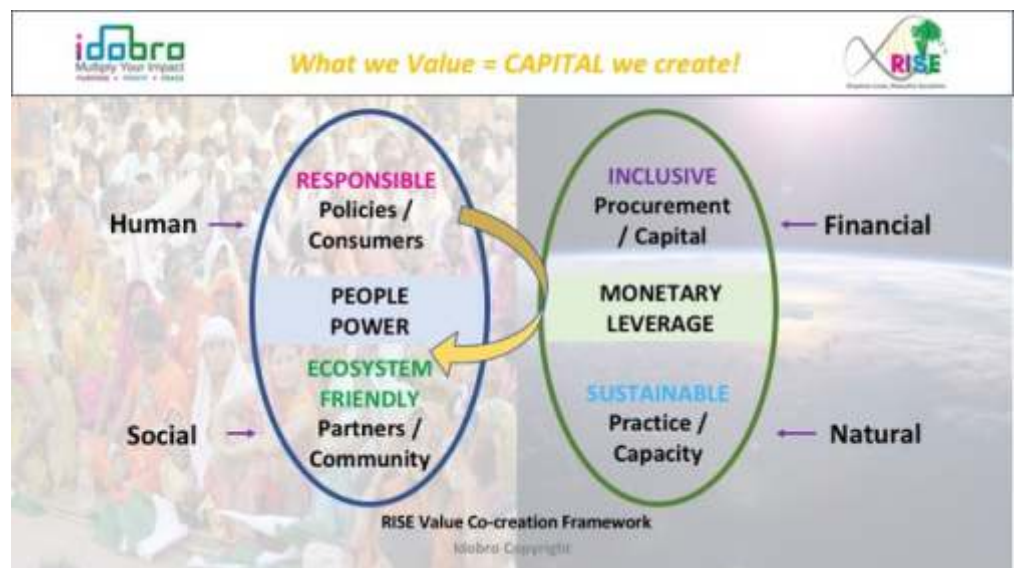 idobro
Multiply Your Impact
What we Value = CAPITAL we create!
RISE
RESPONSIBLE
Policies /
Consumers
INCLUSIVE
Procurement
/ Capital
Human
Financial
PEOPLE
POWER
MONETARY
LEVERAGE
ECOSYSTEM
FRIENDLY
Partners /
Community
SUSTAINABLE
Practice /
Capacity
Social
Natural
RISE Value Co-creation Framework
Idobro Copyright